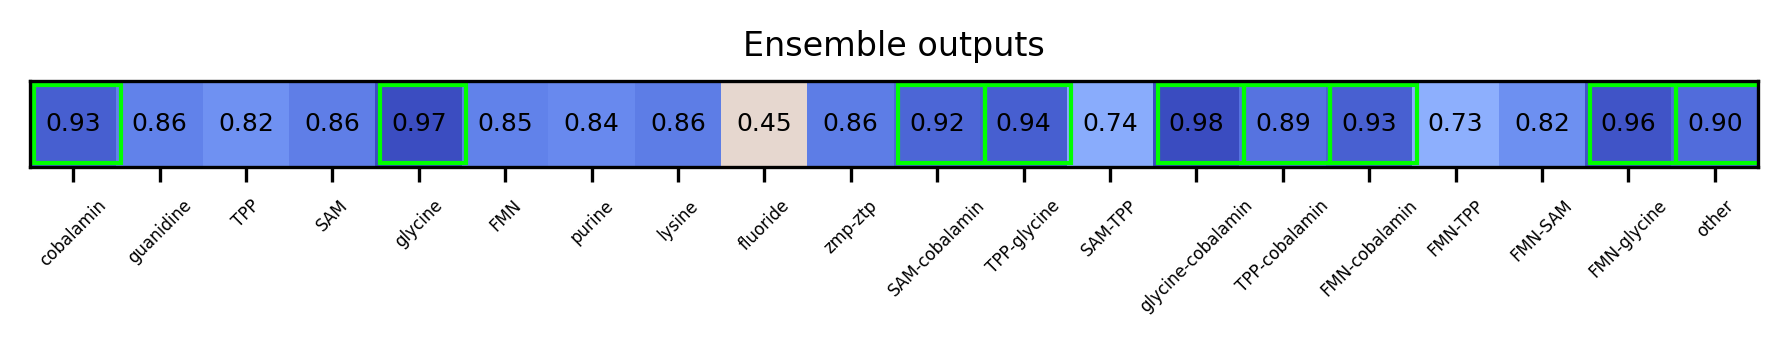 Ensemble outputs
0.93 0.86 0.82 0.86 0.97 0.85 0.84 0.86 0.45 0.86 0.92 0.94 0.74 0.98 0.89 0.93 0.73 0.82 0.96 0.90
cobalamin guanidine TPP SAM glycine FMN purine lysine fluoride zmp-ztp SAM-cobalamin TPP-glycine SAM-TPP glycine-cobalamin TPP-cobalamin FMN-cobalamin FMN-TPP FMN-SAM FMN-glycine other